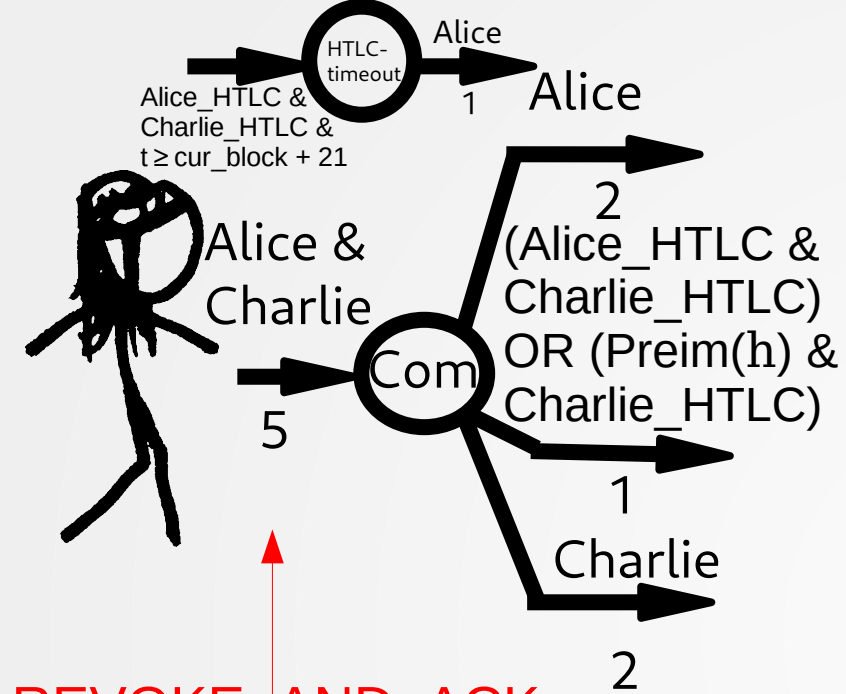 HTLC-
timeout
Alice
1
Alice_HTLC &
Charlie_HTLC &
t ≥ cur_block + 21
Alice
2
Alice &
Charlie
5
Com
(Alice_HTLC &
Charlie_HTLC)
OR (Preim(h) &
Charlie_HTLC)
1
Charlie
2
REVOKE_AND_ACK